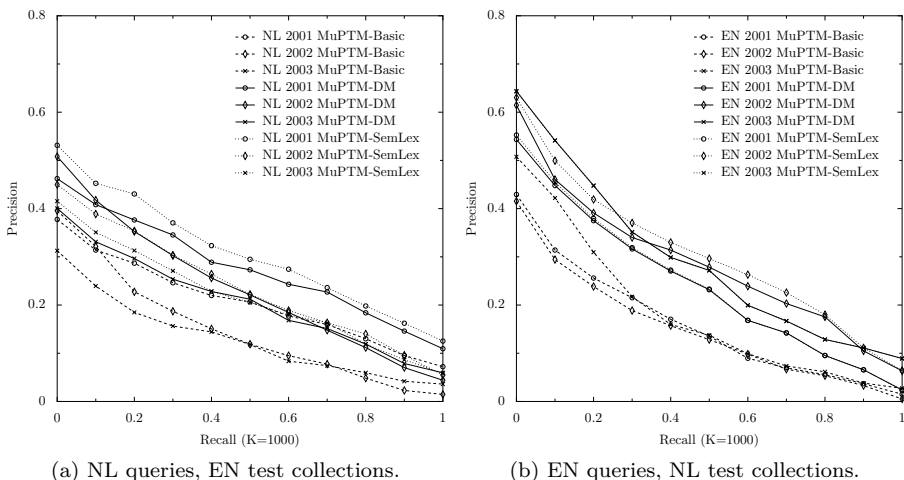 0.8
0.6
0.4
0.2
0
Precision
NL 2001 MuPTM-Basic
NL 2002 MuPTM-Basic
NL 2003 MuPTM-Basic
NL 2001 MuPTM-DM
NL 2002 MuPTM-DM
NL 2003 MuPTM-DM
NL 2001 MuPTM-SemLex
NL 2002 MuPTM-SemLex
NL 2003 MuPTM-SemLex
0 0.2 0.4 0.6 0.8 1
Recall (K=1000)
(a) NL queries, EN test collections.
0.8
0.6
0.4
0.2
0
Precision
EN 2001 MuPTM-Basic
EN 2002 MuPTM-Basic
EN 2003 MuPTM-Basic
EN 2001 MuPTM-DM
EN 2002 MuPTM-DM
EN 2003 MuPTM-DM
EN 2001 MuPTM-SemLex
EN 2002 MuPTM-SemLex
EN 2003 MuPTM-SemLex
0 0.2 0.4 0.6 0.8 1
Recall (K=1000)
(b) EN queries, NL test collections.